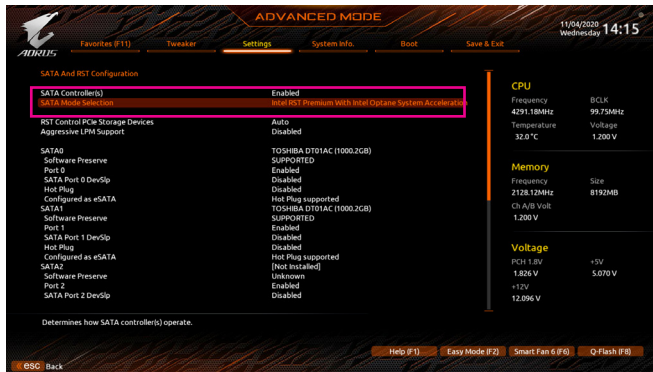 ADVANCED MODE
11/04/2020 Wednesday 14:15
AORUS
Favorites (F11) Tweaker Settings System Info. Boot Save & Exit
SATA And RST Configuration
SATA Controller(s) Enabled
SATA Mode Selection Intel RST Premium With Intel Optane System Acceleration
RST Control PCIe Storage Devices Auto
Aggressive LPM Support Disabled
SATA0 TOSHIBA DT01AC (1000.2GB)
Software Preserve SUPPORTED
Port 0 Enabled
SATA Port 0 DevSlp Disabled
Hot Plug Disabled
Configured as eSATA Hot Plug supported
SATA1 TOSHIBA DT01AC (1000.2GB)
Software Preserve SUPPORTED
Port 1 Enabled
SATA Port 1 DevSlp Disabled
Hot Plug Disabled
Configured as eSATA Hot Plug supported
SATA2 [Not Installed]
Software Preserve Unknown
Port 2 Enabled
SATA Port 2 DevSlp Disabled
CPU
Frequency BCLK
4291.18MHz 99.75MHz
Temperature Voltage
32.0 °C 1.200 V
Memory
Frequency Size
2128.12MHz 8192MB
Ch A/B Volt
1.200 V
Voltage
PCH 1.8V +5V
1.826 V 5.070 V
+12V
12.096 V
Determines how SATA controller(s) operate.
Help (F1) Easy Mode (F2) Smart Fan 6 (F6) Q-Flash (F8)
esc Back